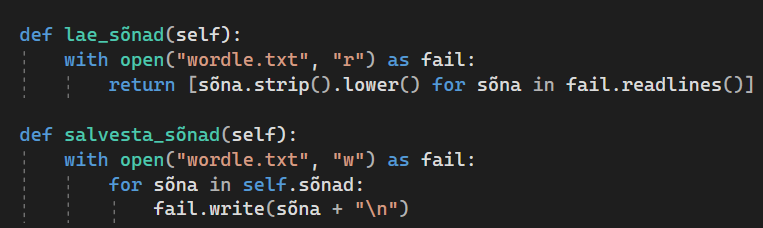 def lae_sõnad(self):
    with open("wordle.txt", "r") as fail:
        return [sõna.strip().lower() for sõna in fail.readlines()]
def salvesta_sõnad(self):
    with open("wordle.txt", "w") as fail:
        for sõna in self.sõnad:
            fail.write(sõna + "\n")